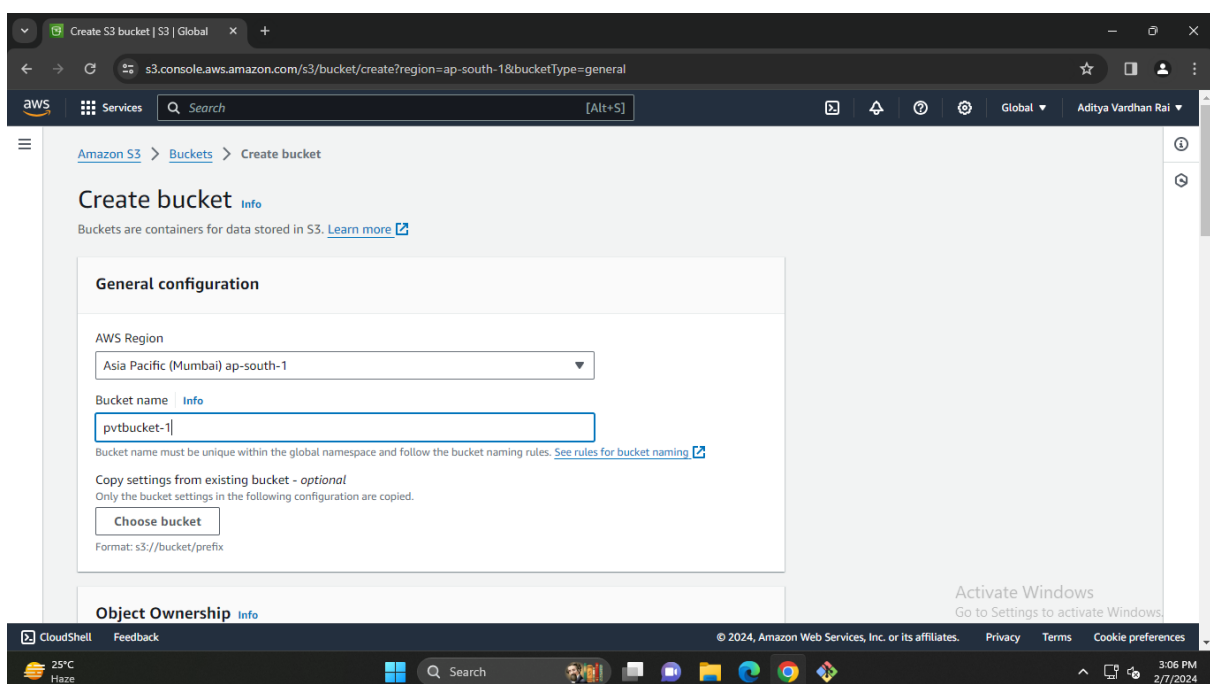 Create S3 bucket | S3 | Global
s3.console.aws.amazon.com/s3/bucket/create?region=ap-south-1&bucketType=general
aws Services Search [Alt+S] Global Aditya Vardhan Rai
Amazon S3 > Buckets > Create bucket
Create bucket Info
Buckets are containers for data stored in S3. Learn more
General configuration
AWS Region
Asia Pacific (Mumbai) ap-south-1
Bucket name Info
pvtbucket-1
Bucket name must be unique within the global namespace and follow the bucket naming rules. See rules for bucket naming
Copy settings from existing bucket - optional
Only the bucket settings in the following configuration are copied.
Choose bucket
Format: s3://bucket/prefix
Object Ownership Info
Activate Windows
Go to Settings to activate Windows.
CloudShell Feedback © 2024, Amazon Web Services, Inc. or its affiliates. Privacy Terms Cookie preferences
25°C
Haze
Search
3:06 PM
2/7/2024